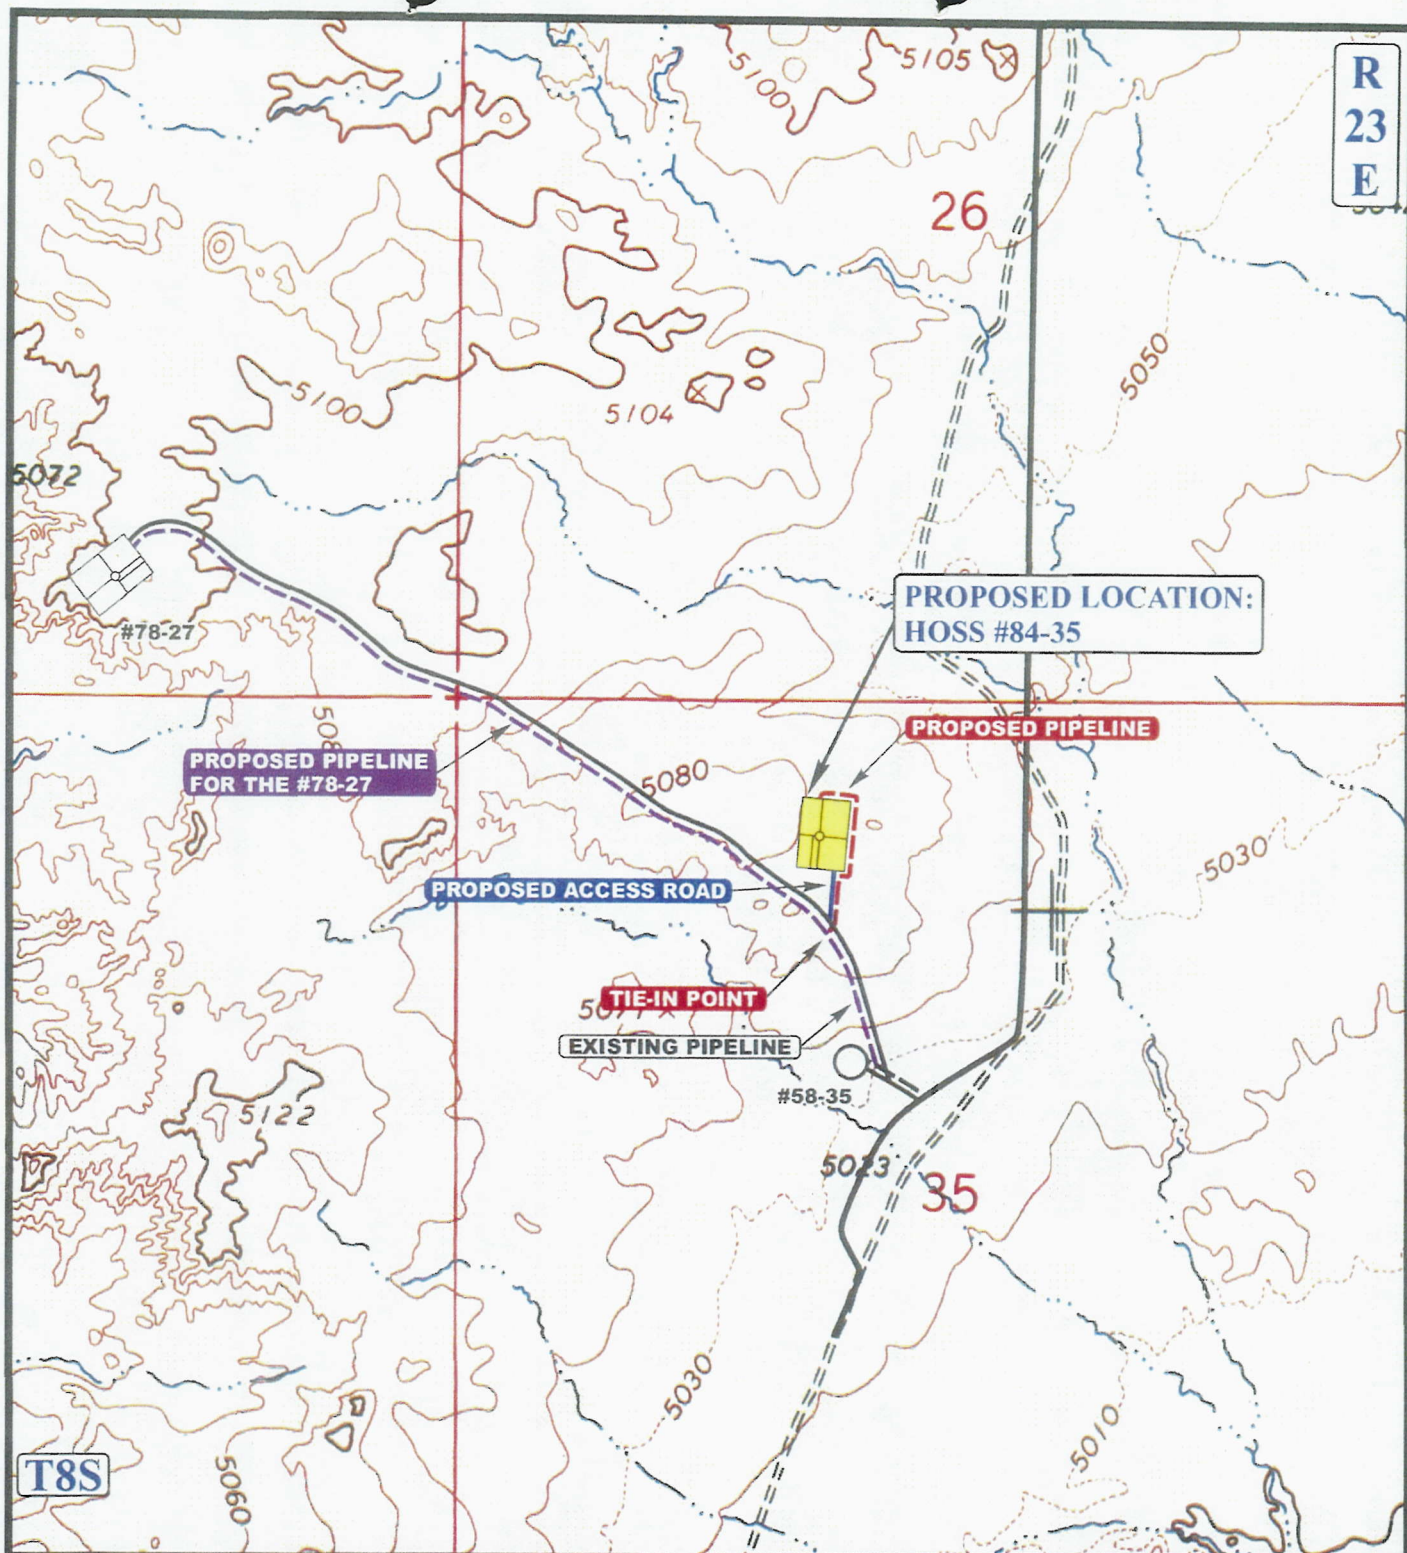 5105
5100
R
23
E
26
5050
5100
5104
5072
PROPOSED LOCATION:
HOSS #84-35
#78-27
PROPOSED PIPELINE
PROPOSED PIPELINE
FOR THE #78-27
5080
5030
PROPOSED ACCESS ROAD
TIE-IN POINT
EXISTING PIPELINE
#58-35
5122
5023
35
5030
5010
T8S
5060